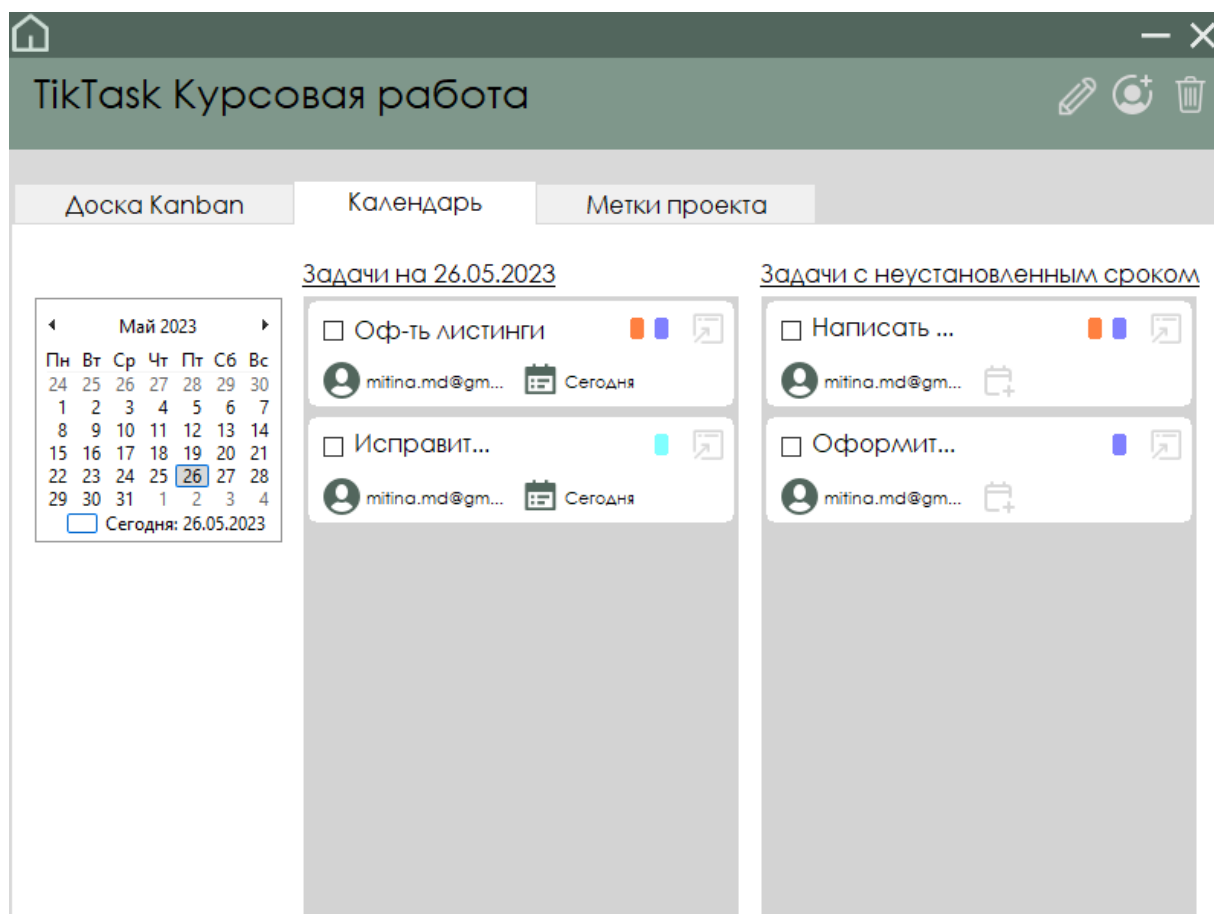 TikTask Курсовая работа
Доска Kanban
Календарь
Метки проекта
Май 2023
Пн Вт Ср Чт Пт Сб Вс
24 25 26 27 28 29 30
1 2 3 4 5 6 7
8 9 10 11 12 13 14
15 16 17 18 19 20 21
22 23 24 25 26 27 28
29 30 31 1 2 3 4
Сегодня: 26.05.2023
Задачи на 26.05.2023
Оф-ть листинги
mitina.md@gm...
Сегодня
Исправит...
mitina.md@gm...
Сегодня
Задачи с неустановленным сроком
Написать ...
mitina.md@gm...
Оформит...
mitina.md@gm...